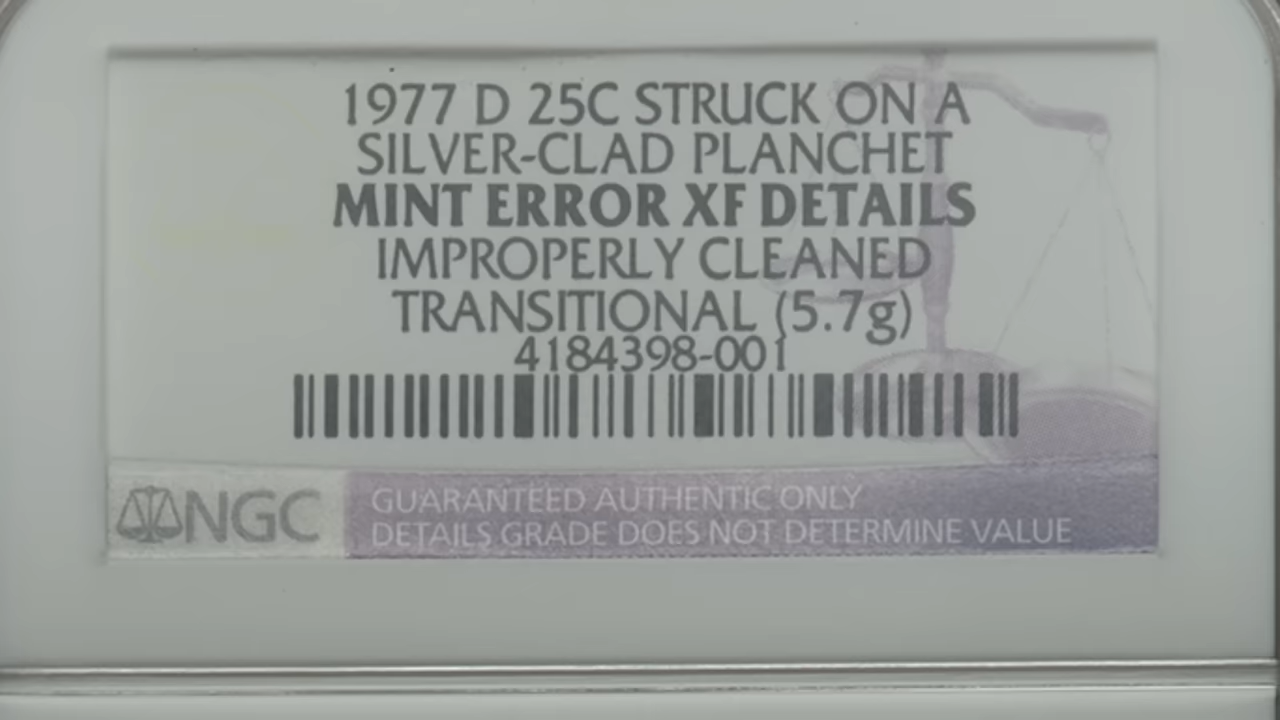 1977 D 25C STRUCK ON A
SILVER-CLAD PLANCHET
MINT ERROR XF DETAILS
IMPROPERLY CLEANED
TRANSITIONAL (5.7g)
4184398-001
NGC
GUARANTEED AUTHENTIC ONLY
DETAILS GRADE DOES NOT DETERMINE VALUE